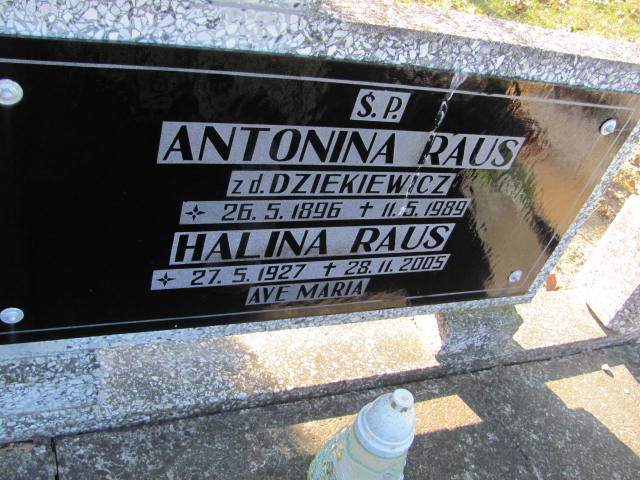 Ś. P.
ANTONINA RAUS
z d. DZIEKIEWICZ
26. 5. 1896 + 11. 5. 1989
HALINA RAUS
27. 5. 1927 + 28. 11. 2005
AVE MARIA